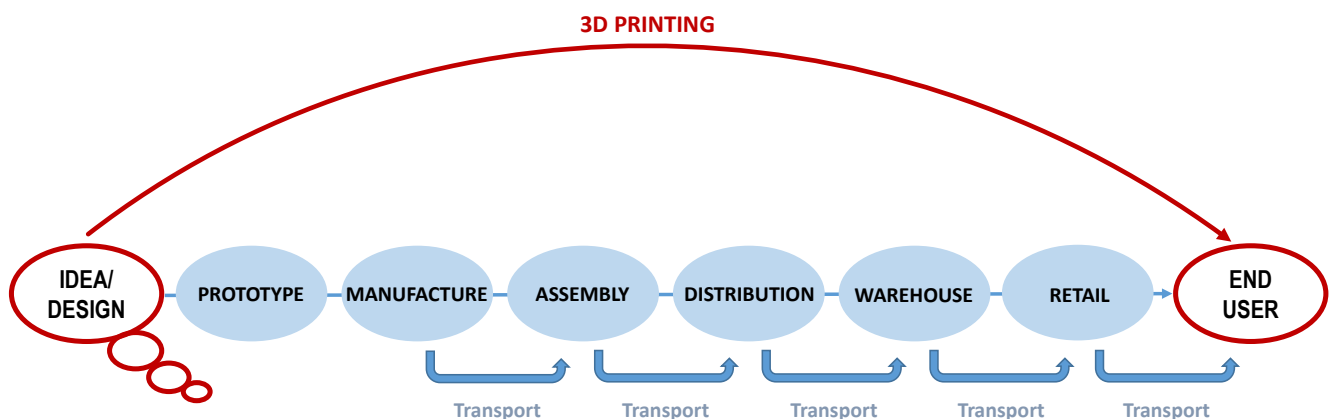 3D PRINTING
IDEA/
DESIGN
PROTOTYPE
MANUFACTURE
ASSEMBLY
DISTRIBUTION
WAREHOUSE
RETAIL
END
USER
Transport
Transport
Transport
Transport
Transport